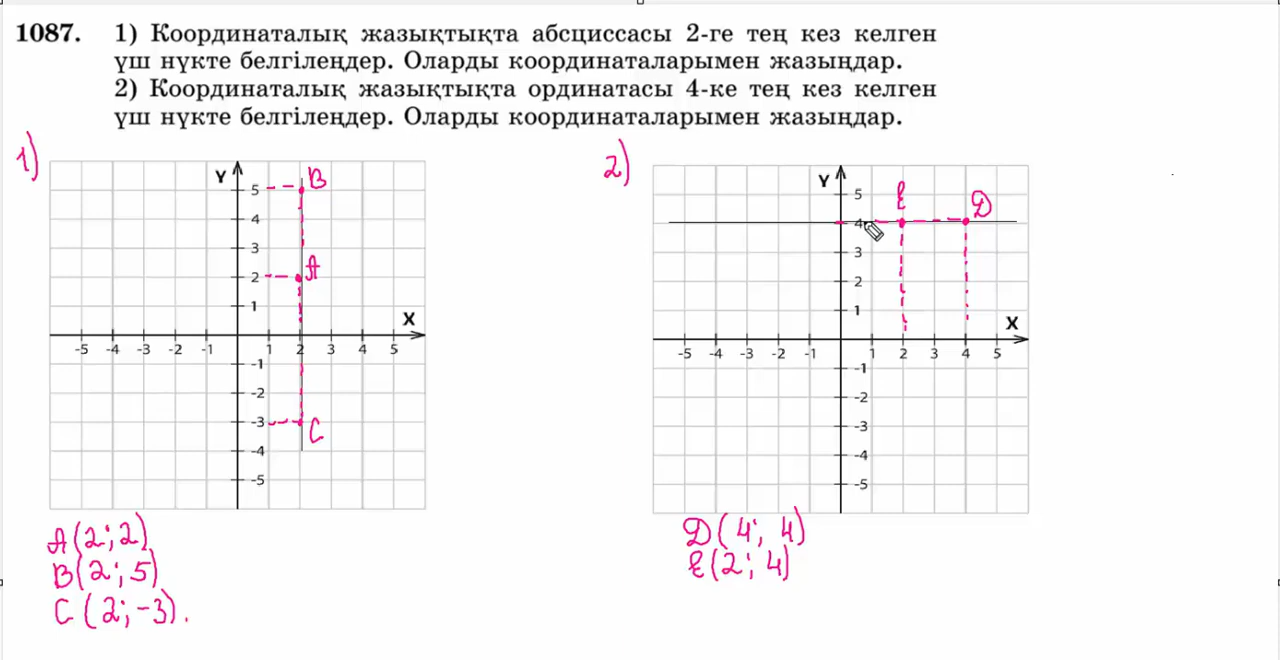 1087. 1) Координаталық жазықтықта абсциссасы 2-ге тең кез келген
үш нүкте белгілеңдер. Оларды координаталарымен жазыңдар.
2) Координаталық жазықтықта ординатасы 4-ке тең кез келген
үш нүкте белгілеңдер. Оларды координаталарымен жазыңдар.
1)
Y
B
5
4
3
A
2
1
X
-5 -4 -3 -2 -1 1 2 3 4 5
-1
-2
-3
C
-4
-5
A(2; 2)
B(2; 5)
C(2; -3).
2)
Y
E
D
5
4
3
2
1
X
-5 -4 -3 -2 -1 1 2 3 4 5
-1
-2
-3
-4
-5
D(4; 4)
E(2; 4)